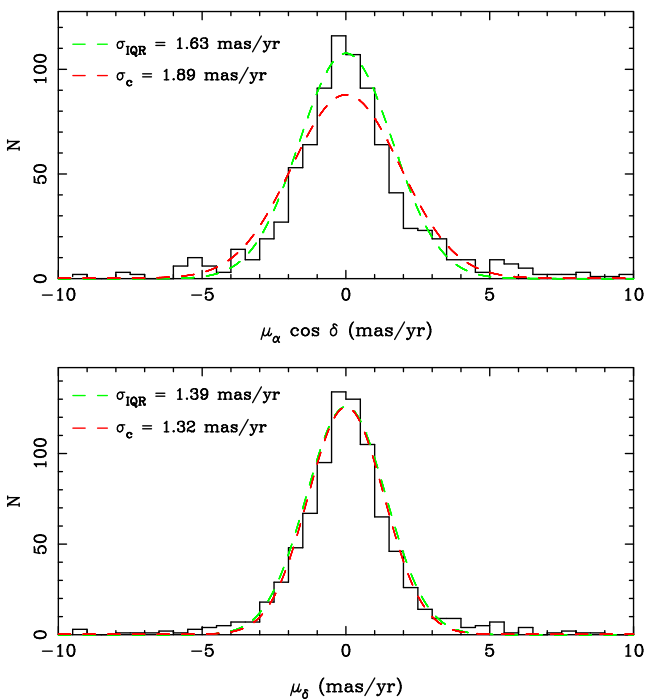 σIQR = 1.63 mas/yr
σc = 1.89 mas/yr
100
50
0
N
−10 −5 0 5 10
μα cos δ (mas/yr)
σIQR = 1.39 mas/yr
σc = 1.32 mas/yr
100
50
0
N
−10 −5 0 5 10
μδ (mas/yr)